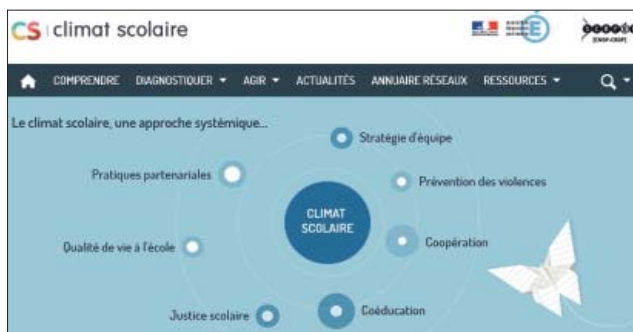 CS climat scolaire
COMPRENDRE DIAGNOSTIQUER AGIR ACTUALITÉS ANNUAIRE RÉSEAUX RESSOURCES
Le climat scolaire, une approche systémique...
Stratégie d'équipe
Pratiques partenariales
Prévention des violences
CLIMAT
SCOLAIRE
Qualité de vie à l'école
Coopération
Justice scolaire
Coéducation